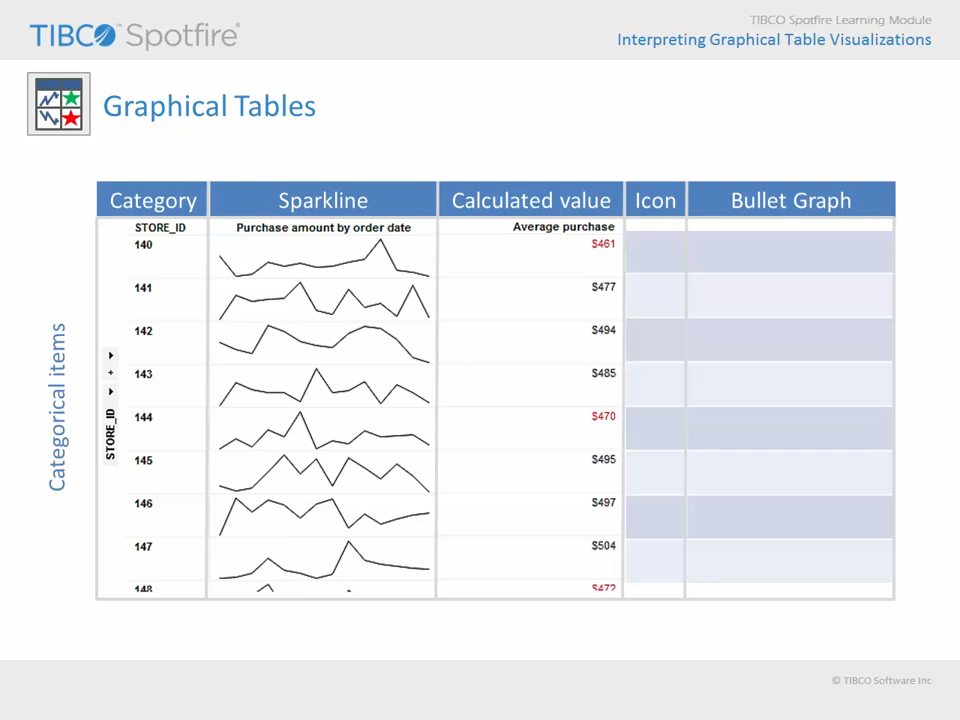 TIBCO™ Spotfire®
TIBCO Spotfire Learning Module
Interpreting Graphical Table Visualizations
Graphical Tables
Category Sparkline Calculated value Icon Bullet Graph
STORE_ID Purchase amount by order date Average purchase
140 $461
141 $477
142 $494
143 $485
144 $470
145 $495
146 $497
147 $504
148 $472
STORE_ID
Categorical items
© TIBCO Software Inc